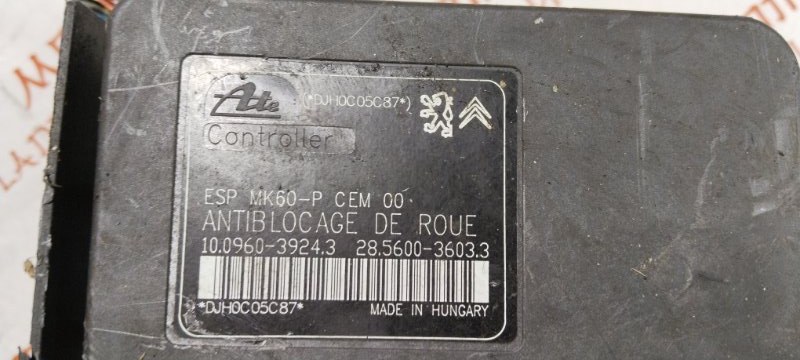 Ate (*DJH0C05C87*)
Controller
ESP MK60-P CEM 00
ANTIBLOCAGE DE ROUE
10.0960-3924.3 28.5600-3603.3
*DJH0C05C87* MADE IN HUNGARY